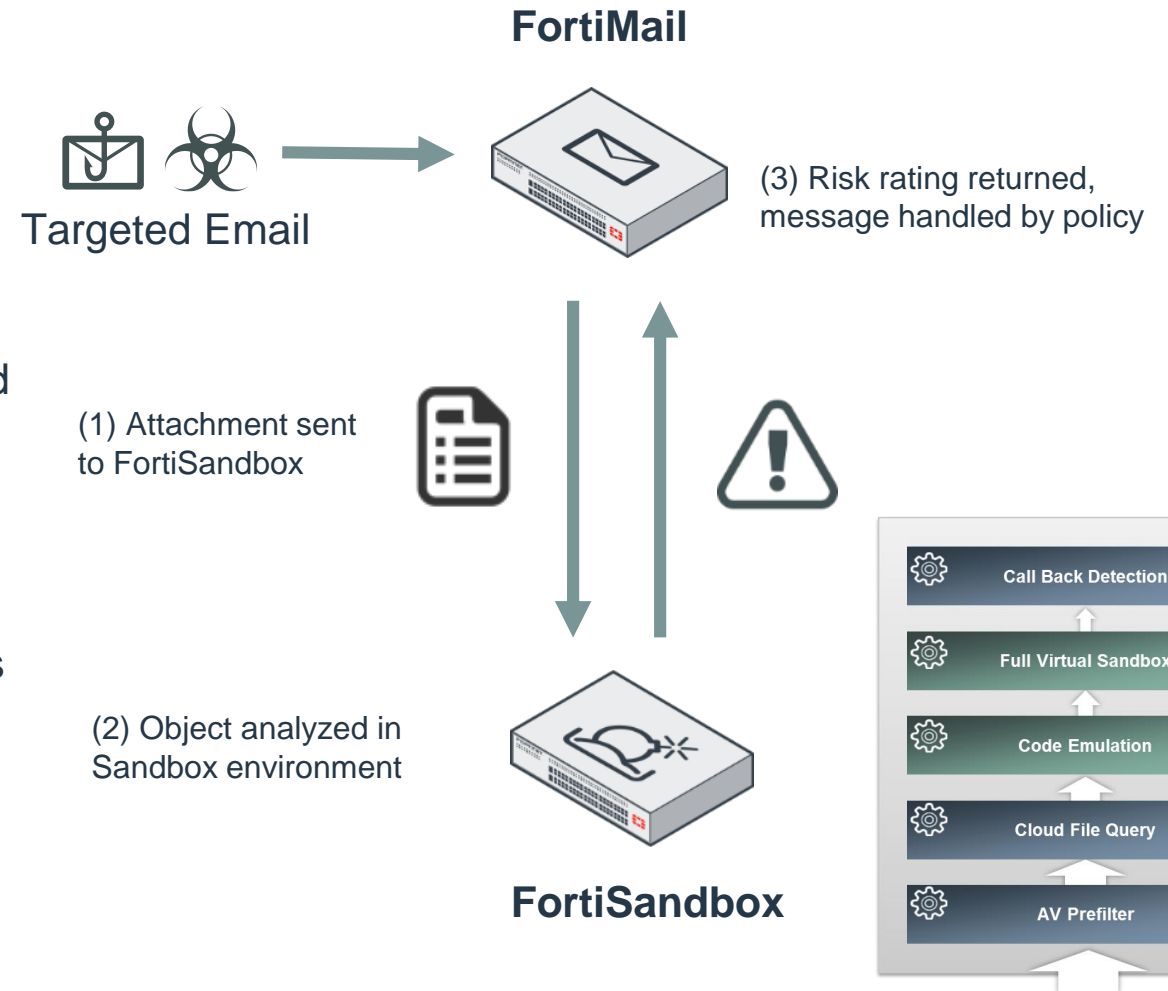 FortiMail
Targeted Email
(3) Risk rating returned,
message handled by policy
(1) Attachment sent
to FortiSandbox
(2) Object analyzed in
Sandbox environment
FortiSandbox
Call Back Detection
Full Virtual Sandbox
Code Emulation
Cloud File Query
AV Prefilter